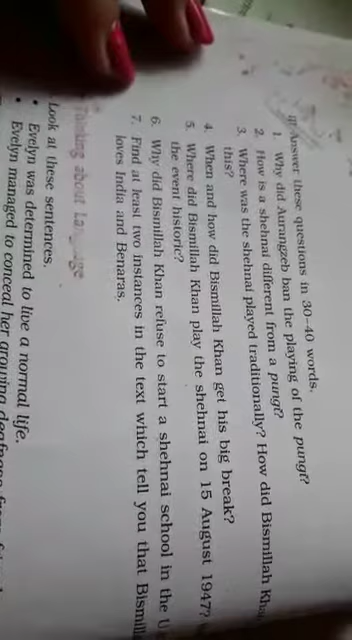 Answer these questions in 30–40 words.
1. Why did Aurangzeb ban the playing of the pungi?
2. How is a shehnai different from a pungi?
3. Where was the shehnai played traditionally? How did Bismillah
this?
4. When and how did Bismillah Khan get his big break?
5. Where did Bismillah Khan play the shehnai on 15 August 1947?
the event historic?
6. Why did Bismillah Khan refuse to start a shehnai school in the
7. Find at least two instances in the text which tell you that
loves India and Benaras.
Talking about Language
Look at these sentences.
• Evelyn was determined to live a normal life.
• Evelyn managed to conceal her growing deafness